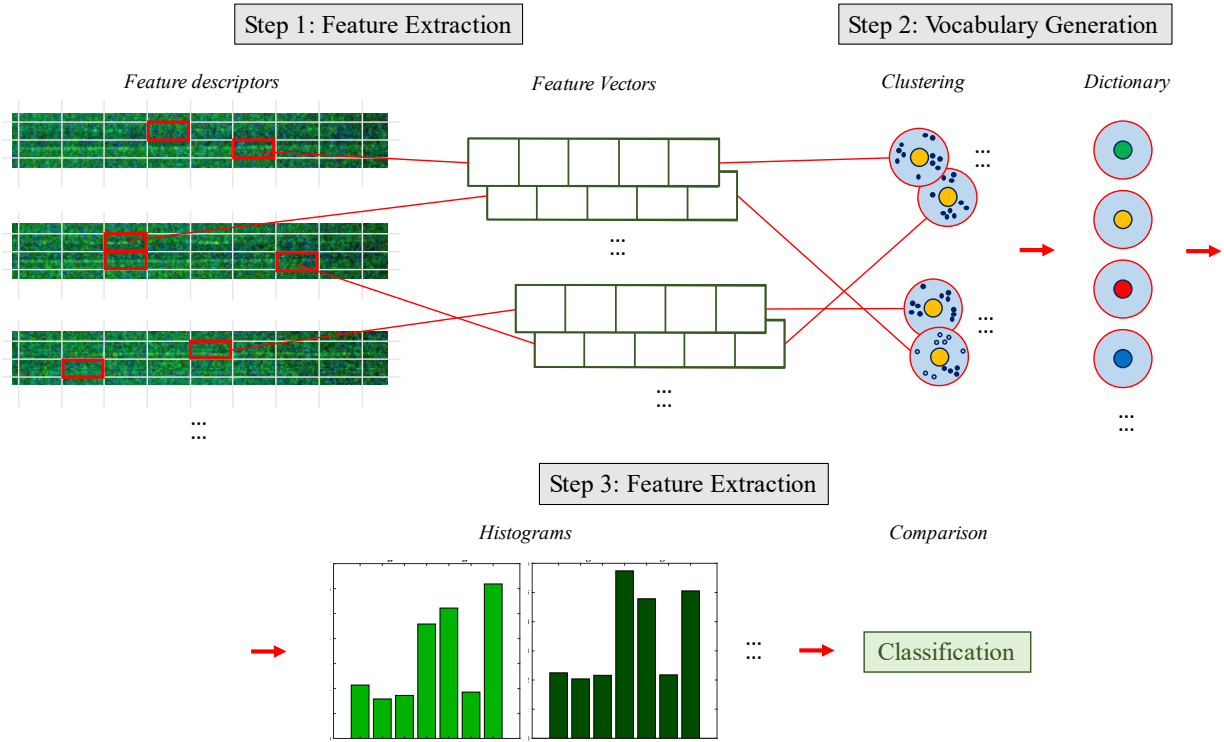 Step 1: Feature Extraction
Step 2: Vocabulary Generation
Feature descriptors
Feature Vectors
Clustering
Dictionary
Step 3: Feature Extraction
Histograms
Comparison
Classification